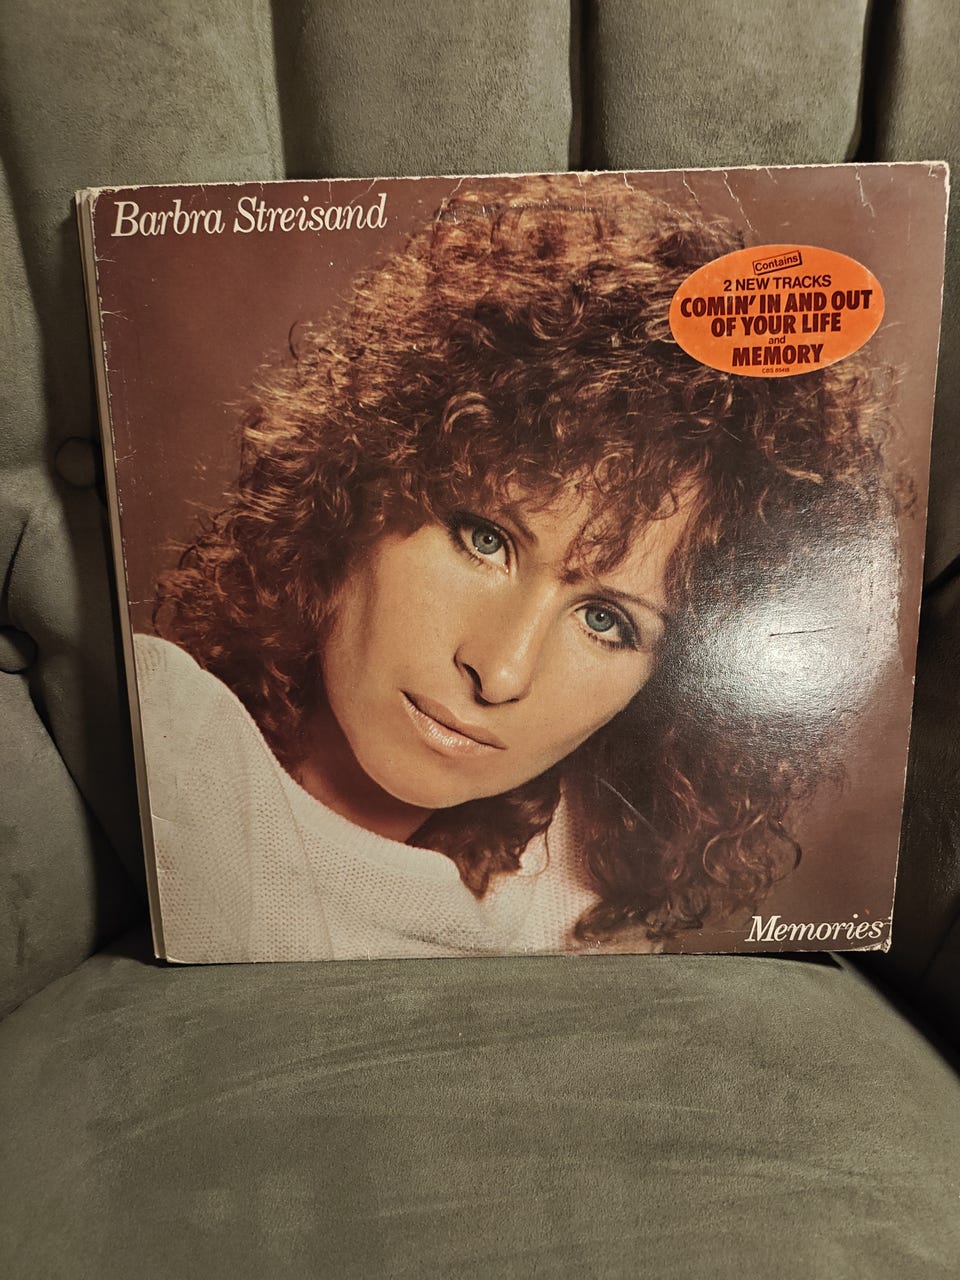 Barbra Streisand
Contains
2 NEW TRACKS
COMIN' IN AND OUT
OF YOUR LIFE
and
MEMORY
CBS 85418
Memories